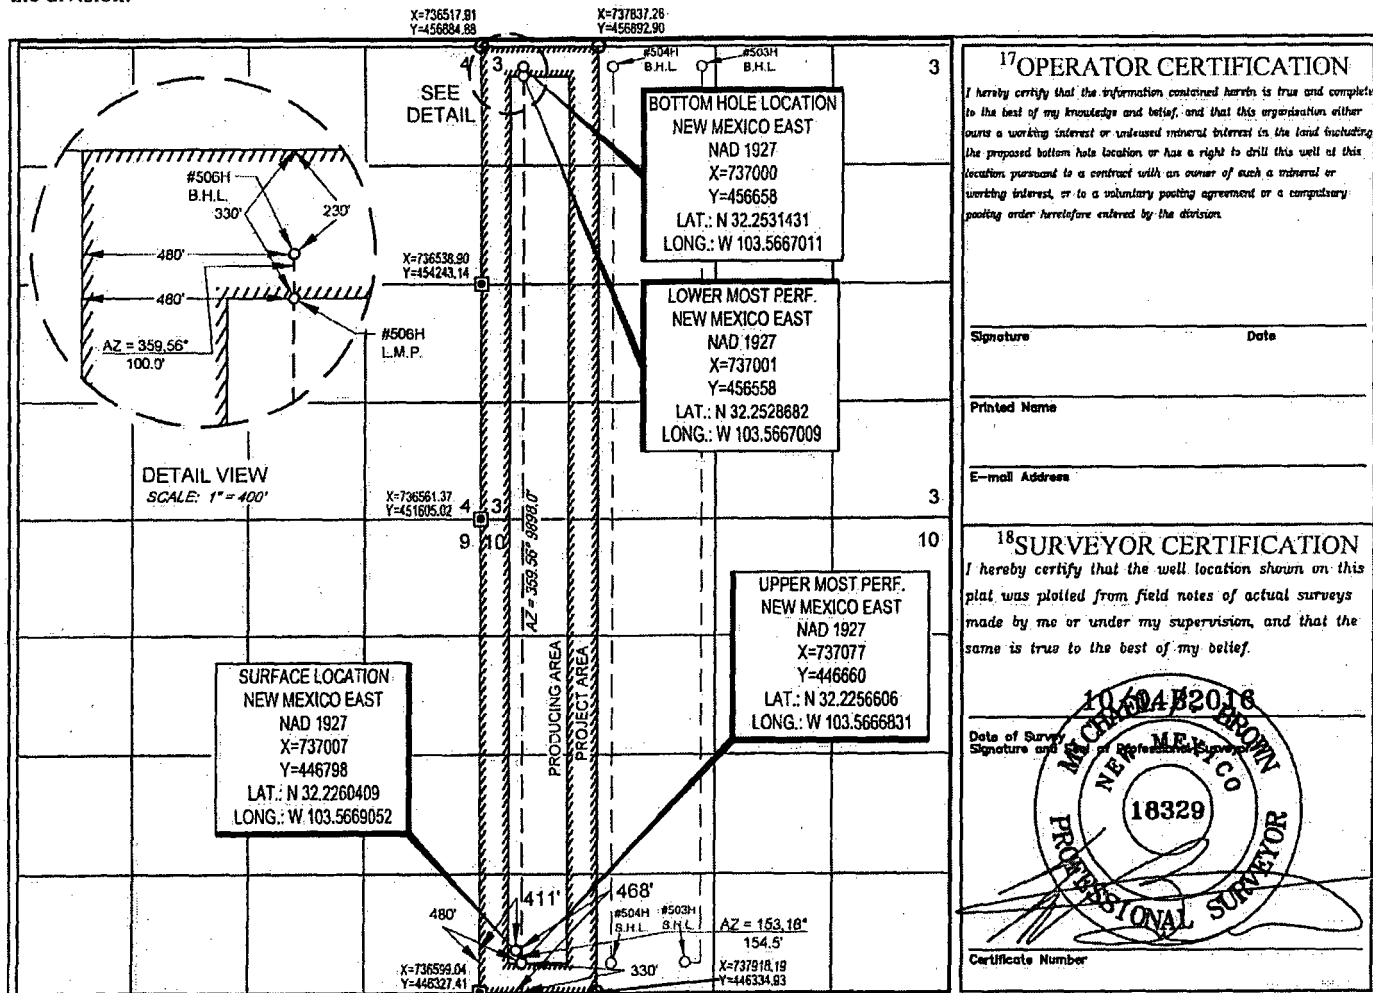 X=736517.91
Y=456884.88
X=737837.26
Y=456892.90
4 3
3
#504H
B.H.L.
#503H
B.H.L.
SEE
DETAIL
BOTTOM HOLE LOCATION
NEW MEXICO EAST
NAD 1927
X=737000
Y=456658
LAT.: N 32.2531431
LONG.: W 103.5667011
#506H
B.H.L.
330'
230'
480'
480'
AZ = 359.56°
100.0'
#506H
L.M.P.
DETAIL VIEW
SCALE: 1" = 400'
X=736538.90
Y=454243.14
LOWER MOST PERF.
NEW MEXICO EAST
NAD 1927
X=737001
Y=456558
LAT.: N 32.2528682
LONG.: W 103.5667009
X=736561.37
Y=451605.02
4 3
9 10
3
10
AZ = 359.56° 9898.0'
PRODUCING AREA
PROJECT AREA
UPPER MOST PERF.
NEW MEXICO EAST
NAD 1927
X=737077
Y=446660
LAT.: N 32.2256606
LONG.: W 103.5666831
SURFACE LOCATION
NEW MEXICO EAST
NAD 1927
X=737007
Y=446798
LAT.: N 32.2260409
LONG.: W 103.5669052
480'
411'
468'
#504H
S.H.L.
#503H
S.H.L.
AZ = 153.18°
154.5'
330'
X=736599.04
Y=446327.41
X=737918.19
Y=446334.93
17 OPERATOR CERTIFICATION
I hereby certify that the information contained herein is true and complete
to the best of my knowledge and belief, and that this organization either
owns a working interest or unleased mineral interest in the land including
the proposed bottom hole location or has a right to drill this well at this
location pursuant to a contract with an owner of such a mineral or
working interest, or to a voluntary pooling agreement or a compulsory
pooling order heretofore entered by the division.
Signature Date
Printed Name
E-mail Address
18 SURVEYOR CERTIFICATION
I hereby certify that the well location shown on this
plat was plotted from field notes of actual surveys
made by me or under my supervision, and that the
same is true to the best of my belief.
Date of Survey
Signature and Seal of Professional Surveyor
BROWN
NEW MEXICO
18329
PROFESSIONAL SURVEYOR
Certificate Number